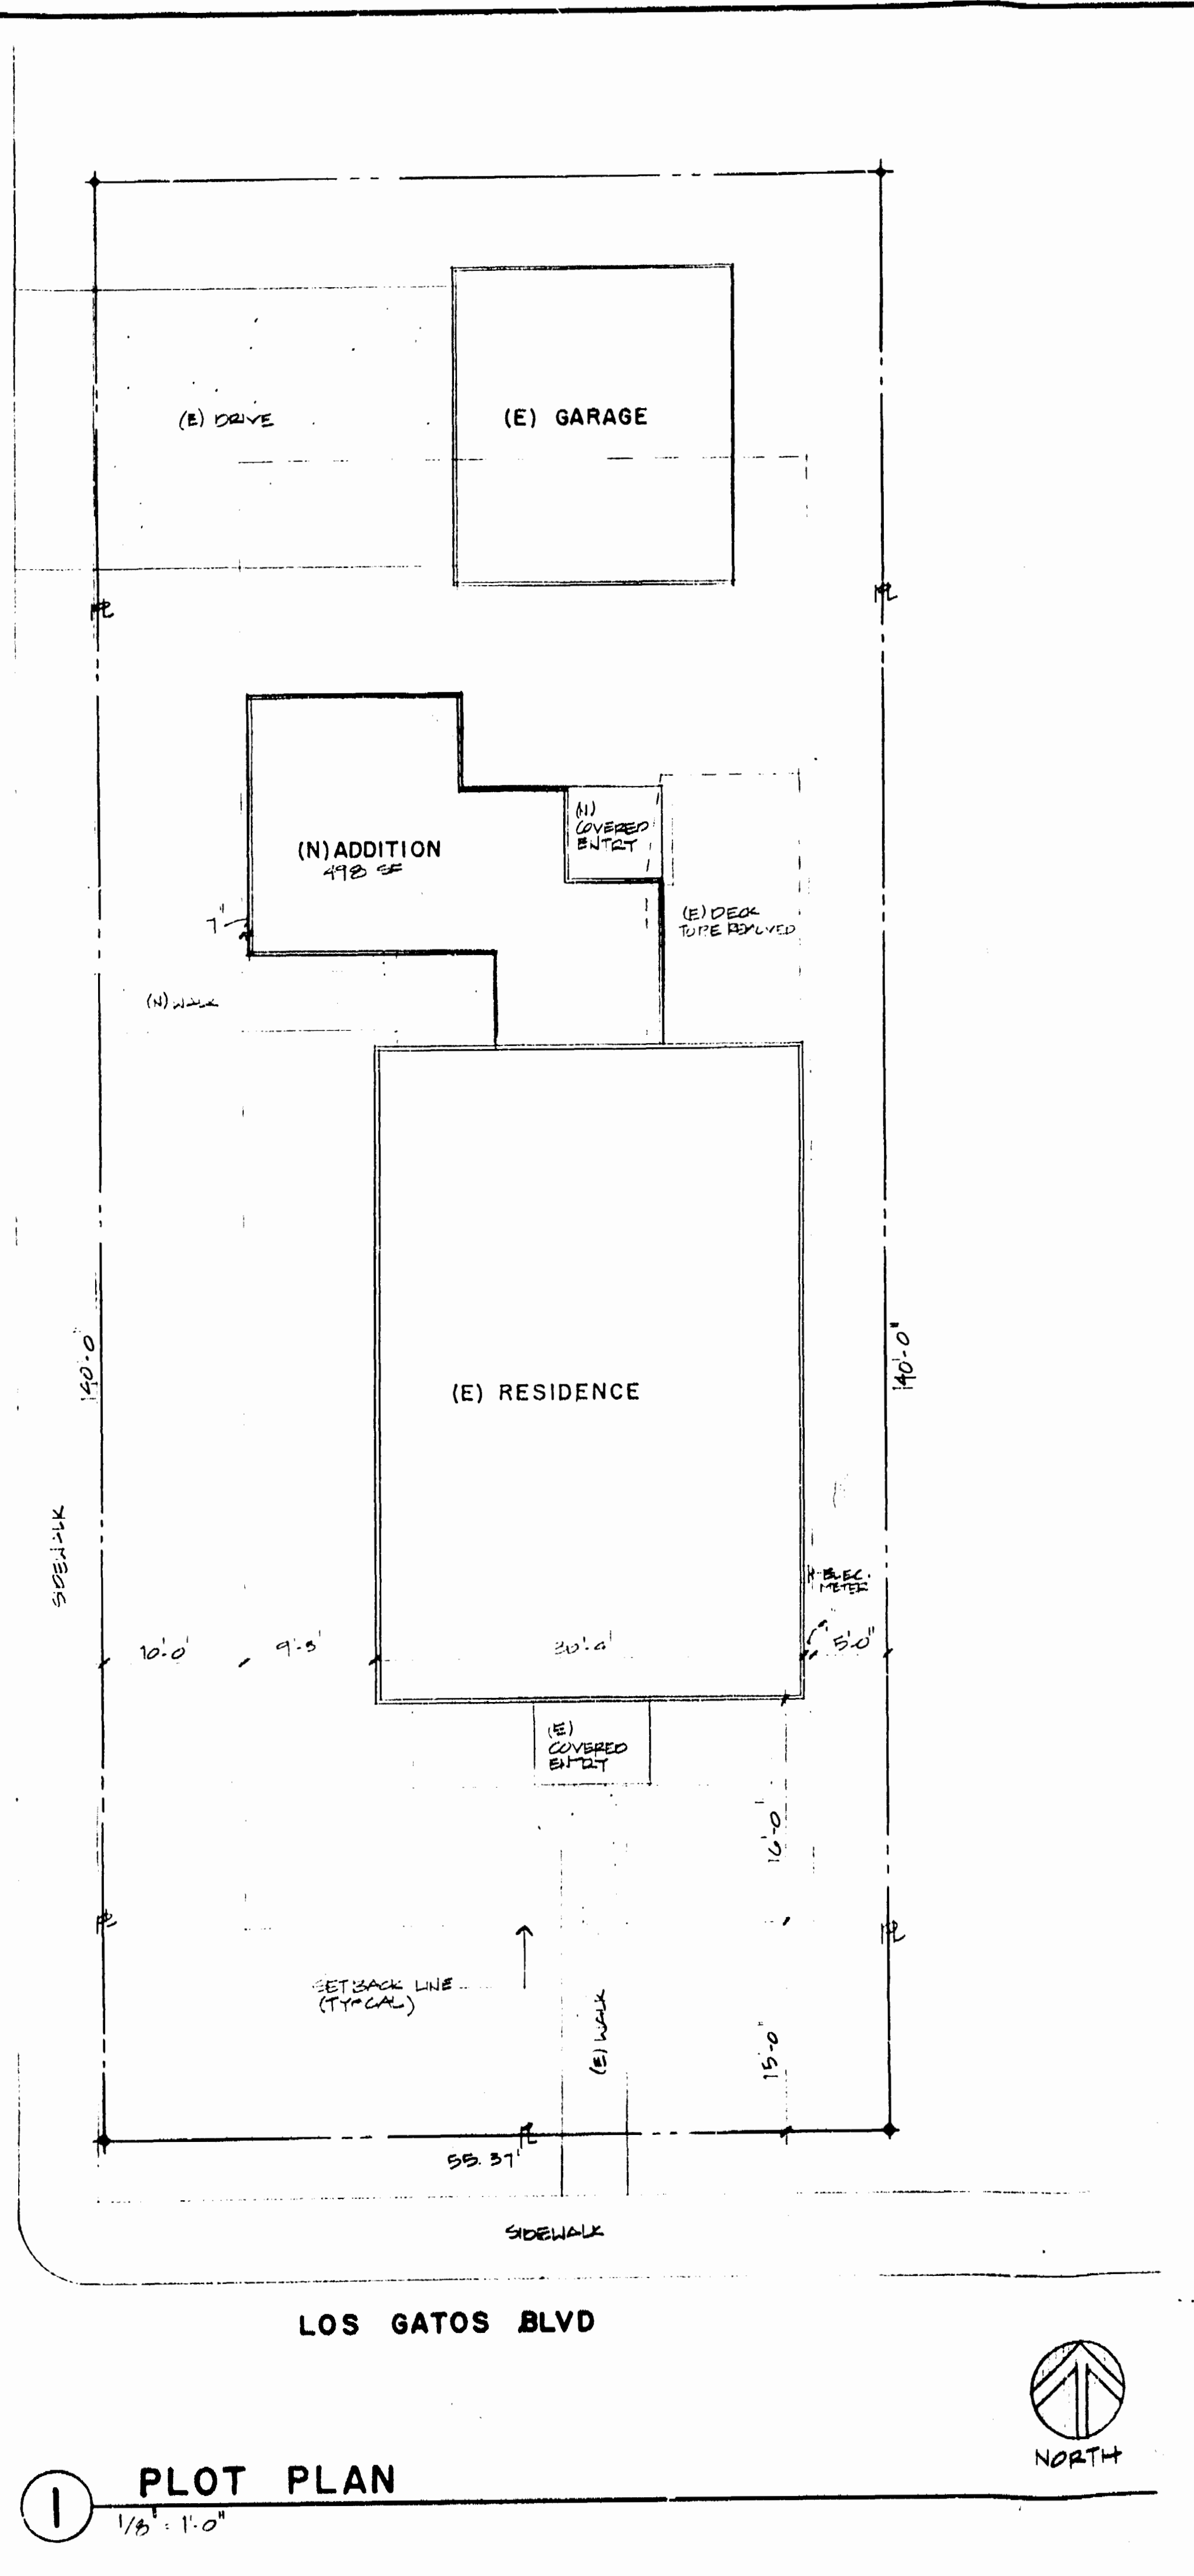 (E) DRIVE
(E) GARAGE
PL
PL
(N)
COVERED
ENTRY
(N) ADDITION
498 SF
(E) DECK
TO BE REMOVED
7"
(N) WALK
140'-0"
140'-0"
(E) RESIDENCE
SIDEWALK
ELEC.
METER
10'-0"
9'-3"
30'-4"
5'-0"
(E)
COVERED
ENTRY
16'-0"
PL
PL
SETBACK LINE
(TYPICAL)
(E) WALK
15'-0"
PL
55.37'
SIDEWALK
LOS GATOS BLVD
NORTH
1 PLOT PLAN
1/8" = 1'-0"